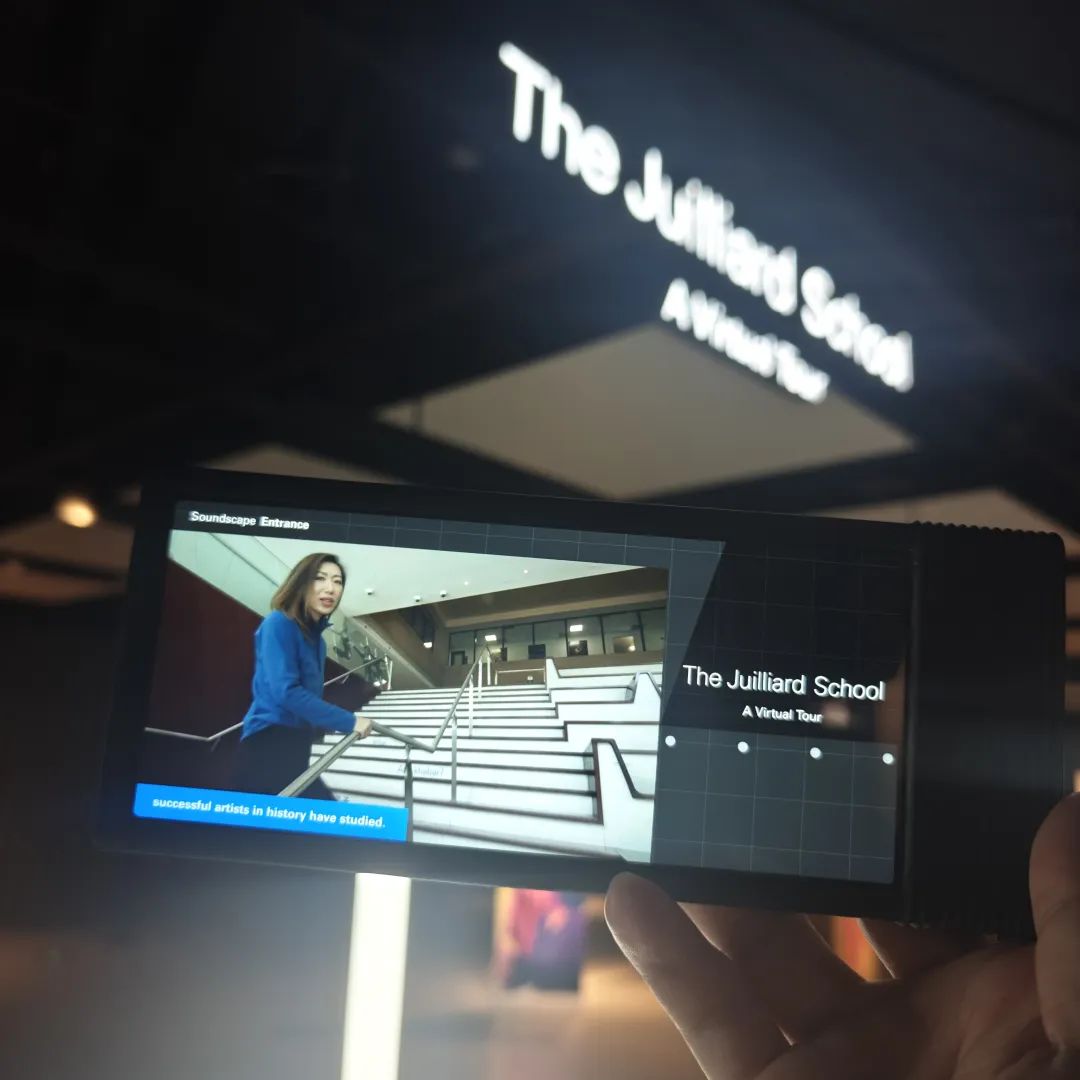 The Juilliard School
A Virtual Tour
Soundscape Entrance
successful artists in history have studied.
The Juilliard School
A Virtual Tour